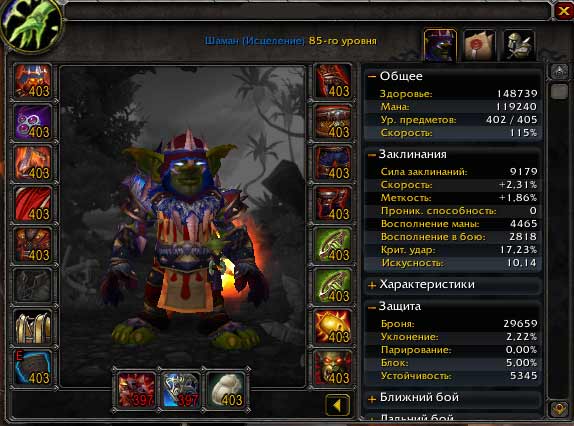 Шаман (Исцеление) 85-го уровня
403
403
403
403
403
403
E
403
403
403
403
403
403
403
403
397
397
403
Общее
Здоровье: 148739
Мана: 119240
Ур. предметов: 402 / 405
Скорость: 115%
Заклинания
Сила заклинаний: 9179
Скорость: +2,31%
Меткость: +1,86%
Проник. способность: 0
Восполнение маны: 4465
Восполнение в бою: 2818
Крит. удар: 17,23%
Искусность: 10,14
Характеристики
Защита
Броня: 29659
Уклонение: 2,22%
Парирование: 0,00%
Блок: 5,00%
Устойчивость: 5345
Ближний бой
Дальний бой